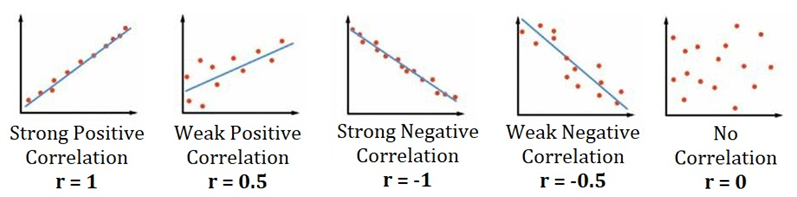 Strong Positive
Correlation
r = 1
Weak Positive
Correlation
r = 0.5
Strong Negative
Correlation
r = -1
Weak Negative
Correlation
r = -0.5
No
Correlation
r = 0